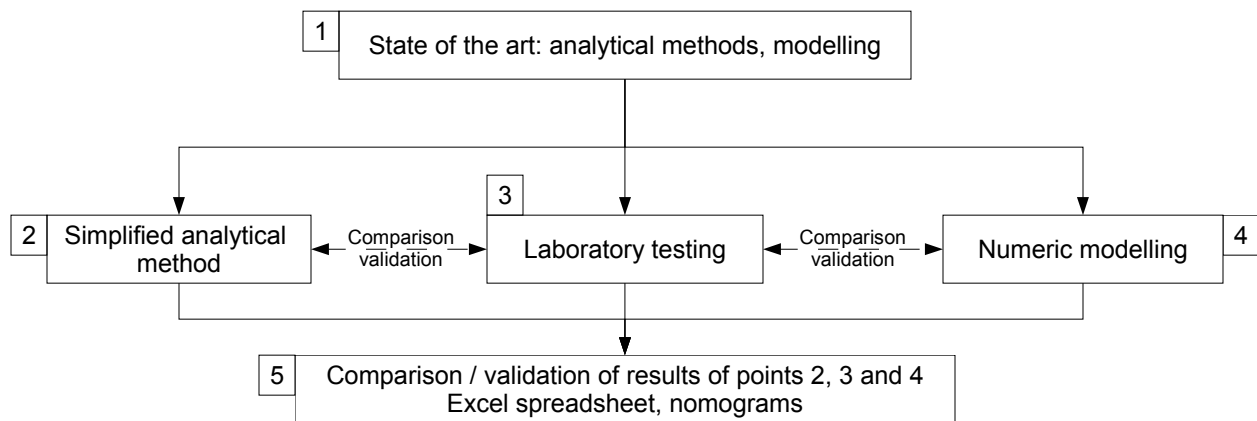 1
State of the art: analytical methods, modelling
2
Simplified analytical
method
Comparison
validation
3
Laboratory testing
Comparison
validation
Numeric modelling
4
5
Comparison / validation of results of points 2, 3 and 4
Excel spreadsheet, nomograms